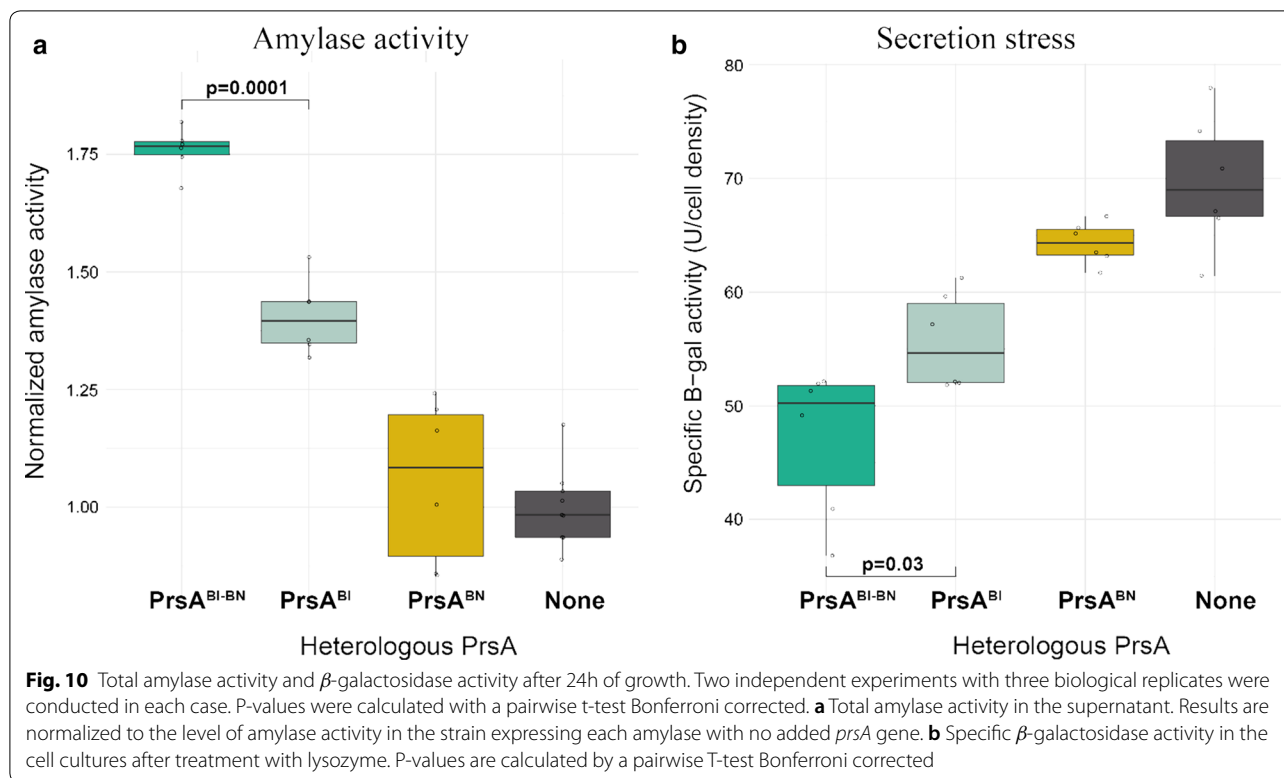 a
Amylase activity
p=0.0001
Normalized amylase activity
1.75
1.50
1.25
1.00
PrsA^BI-BN PrsA^BI PrsA^BN None
Heterologous PrsA
b
Secretion stress
Specific B-gal activity (U/cell density)
80
70
60
50
40
p=0.03
PrsA^BI-BN PrsA^BI PrsA^BN None
Heterologous PrsA
Fig. 10 Total amylase activity and β-galactosidase activity after 24h of growth. Two independent experiments with three biological replicates were
conducted in each case. P-values were calculated with a pairwise t-test Bonferroni corrected. a Total amylase activity in the supernatant. Results are
normalized to the level of amylase activity in the strain expressing each amylase with no added prsA gene. b Specific β-galactosidase activity in the
cell cultures after treatment with lysozyme. P-values are calculated by a pairwise T-test Bonferroni corrected